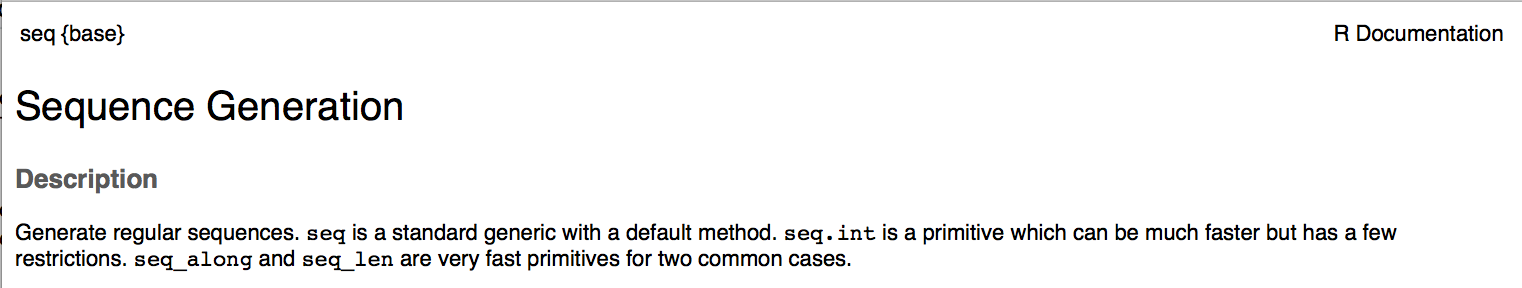 seq {base}
R Documentation
Sequence Generation
Description
Generate regular sequences. seq is a standard generic with a default method. seq.int is a primitive which can be much faster but has a few
restrictions. seq_along and seq_len are very fast primitives for two common cases.